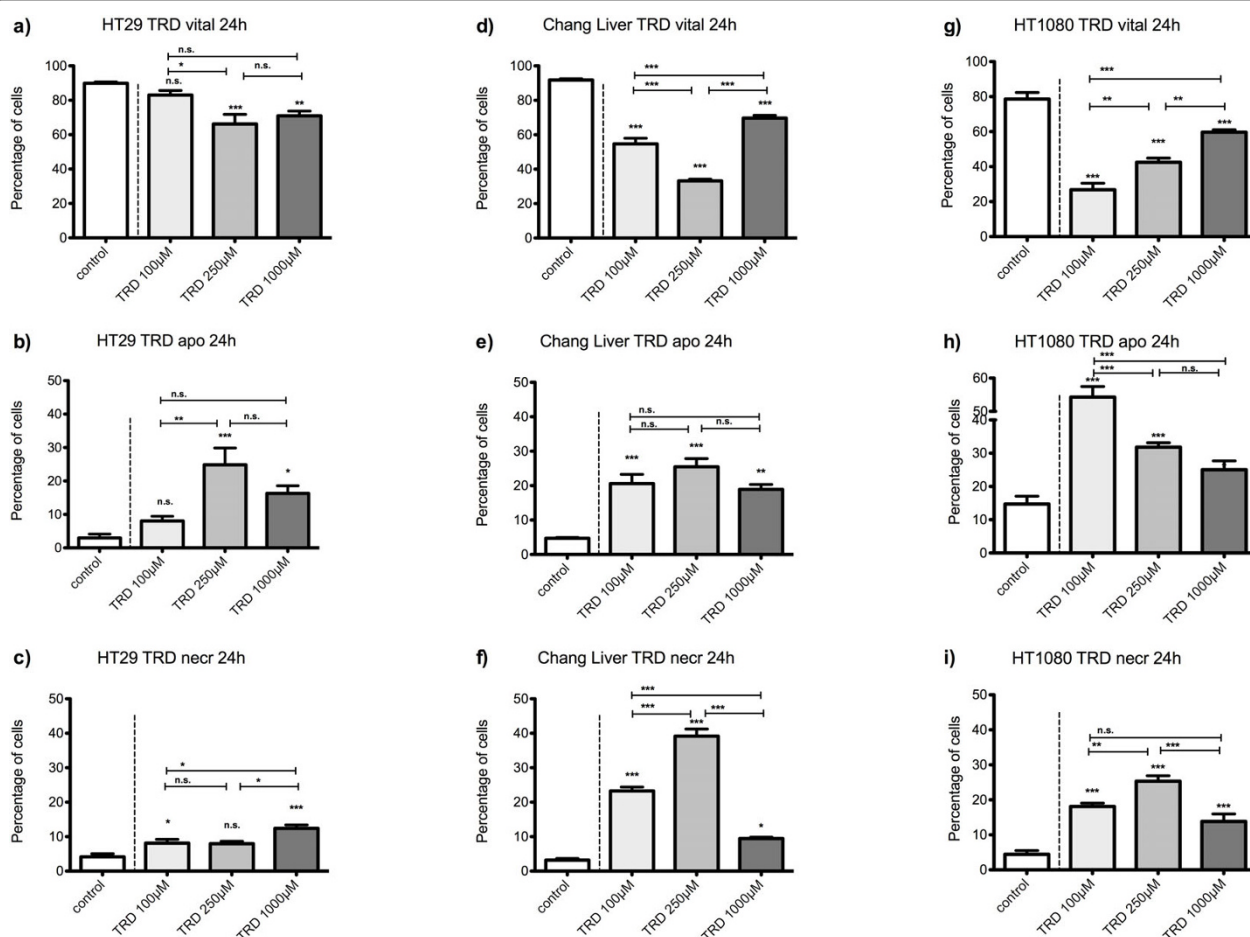 a) HT29 TRD vital 24h
n.s.
* n.s.
n.s. *** **
Percentage of cells
100
80
60
40
20
0
control TRD 100µM TRD 250µM TRD 1000µM
d) Chang Liver TRD vital 24h
***
*** ***
*** *** ***
Percentage of cells
100
80
60
40
20
0
control TRD 100µM TRD 250µM TRD 1000µM
g) HT1080 TRD vital 24h
***
** **
*** *** ***
Percentage of cells
100
80
60
40
20
0
control TRD 100µM TRD 250µM TRD 1000µM
b) HT29 TRD apo 24h
n.s.
** n.s.
n.s. *** *
Percentage of cells
50
40
30
20
10
0
control TRD 100µM TRD 250µM TRD 1000µM
e) Chang Liver TRD apo 24h
n.s.
n.s. n.s.
*** *** **
Percentage of cells
50
40
30
20
10
0
control TRD 100µM TRD 250µM TRD 1000µM
h) HT1080 TRD apo 24h
***
*** n.s.
*** ***
Percentage of cells
60
50
40
30
20
10
0
control TRD 100µM TRD 250µM TRD 1000µM
c) HT29 TRD necr 24h
*
n.s. *
* n.s. ***
Percentage of cells
50
40
30
20
10
0
control TRD 100µM TRD 250µM TRD 1000µM
f) Chang Liver TRD necr 24h
***
*** ***
*** *** *
Percentage of cells
50
40
30
20
10
0
control TRD 100µM TRD 250µM TRD 1000µM
i) HT1080 TRD necr 24h
n.s.
** ***
*** *** ***
Percentage of cells
50
40
30
20
10
0
control TRD 100µM TRD 250µM TRD 1000µM